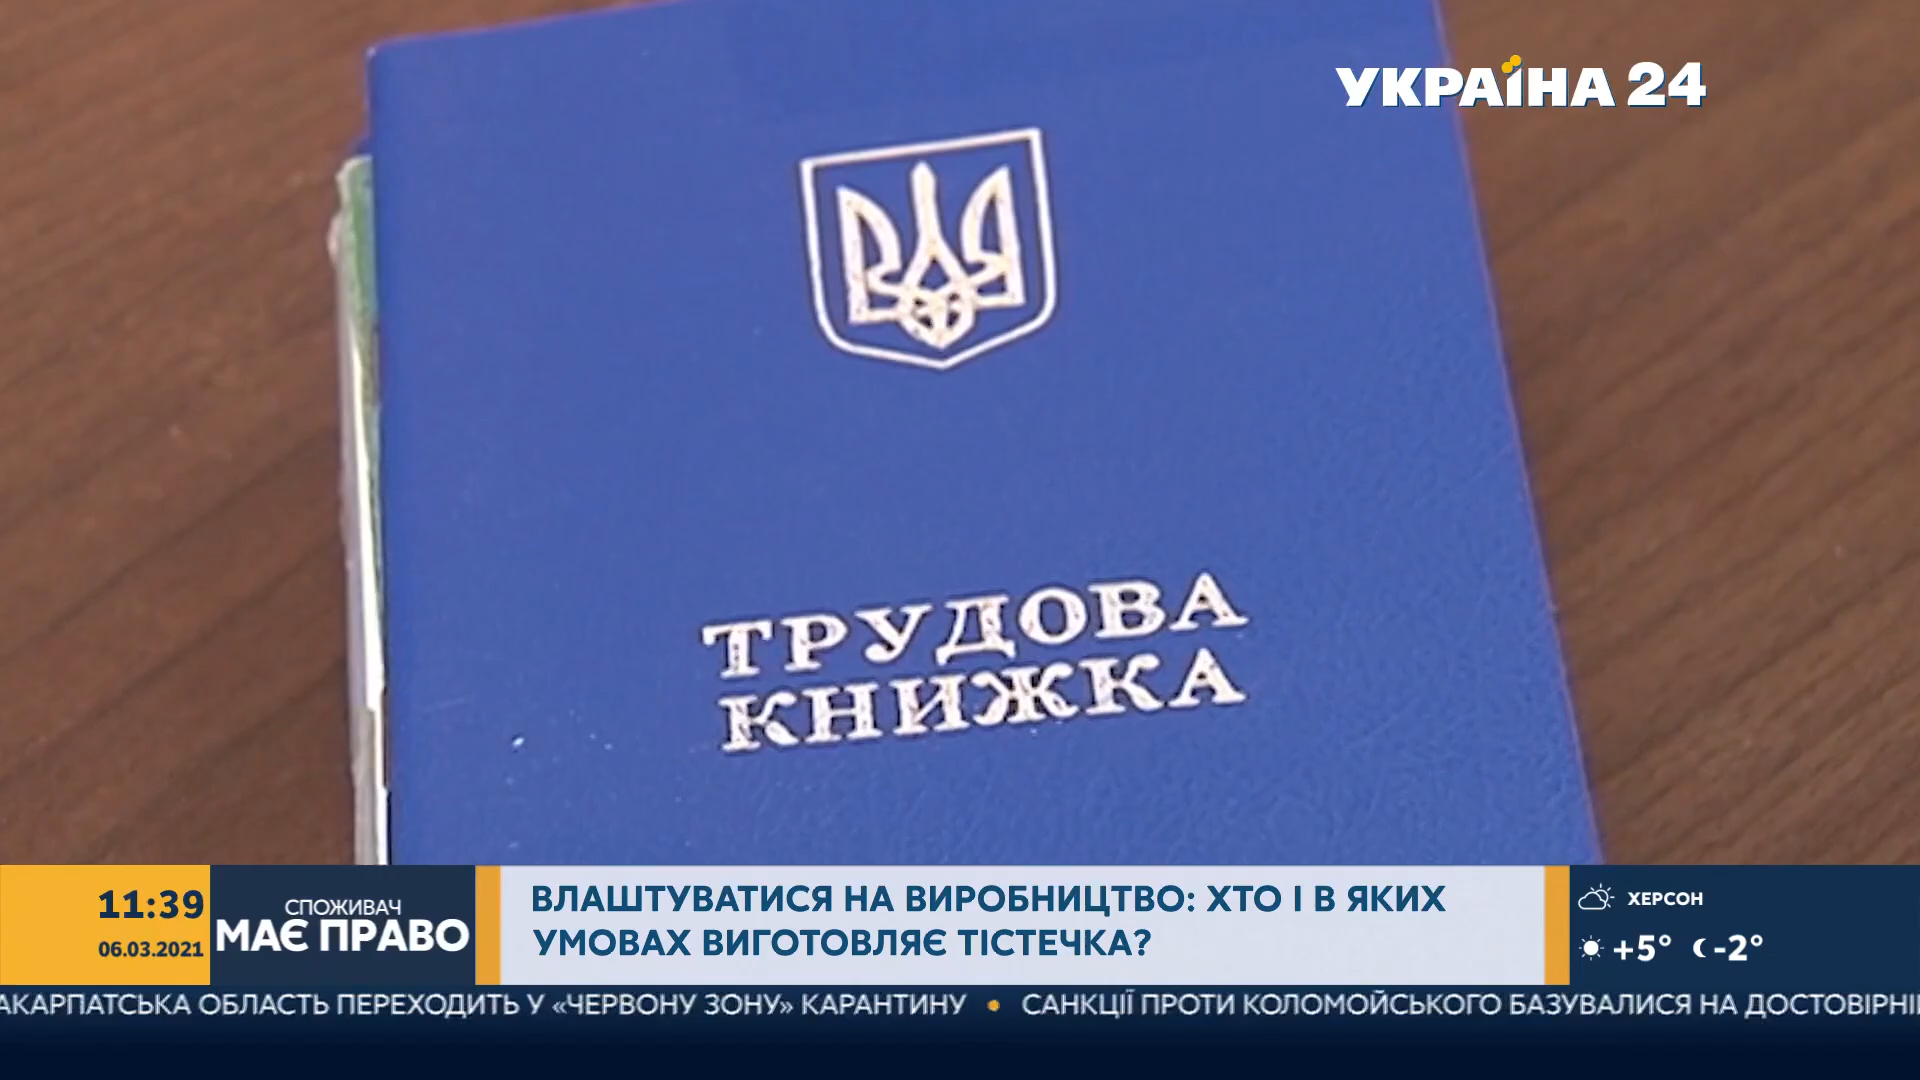 УКРАЇНА 24
ТРУДОВА
КНИЖКА
11:39
06.03.2021
СПОЖИВАЧ
МАЄ ПРАВО
ВЛАШТУВАТИСЯ НА ВИРОБНИЦТВО: ХТО І В ЯКИХ
УМОВАХ ВИГОТОВЛЯЄ ТІСТЕЧКА?
ХЕРСОН
+5° -2°
АКАРПАТСЬКА ОБЛАСТЬ ПЕРЕХОДИТЬ У «ЧЕРВОНУ ЗОНУ» КАРАНТИНУ • САНКЦІЇ ПРОТИ КОЛОМОЙСЬКОГО БАЗУВАЛИСЯ НА ДОСТОВІРНІ